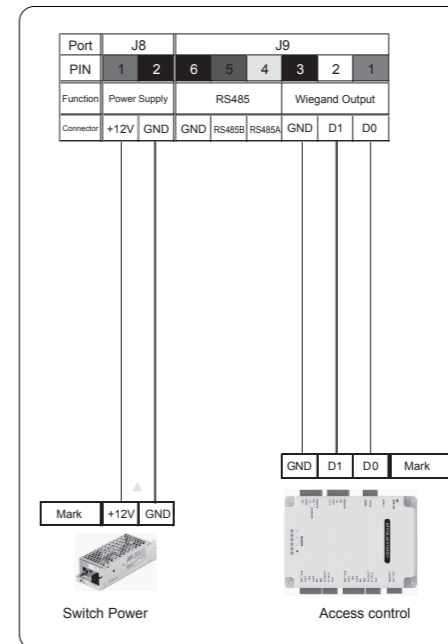 Port J8 J9
PIN 1 2 6 5 4 3 2 1
Function Power Supply RS485 Wiegand Output
Connector +12V GND GND RS485B RS485A GND D1 D0
GND D1 D0 Mark
Mark +12V GND
Switch Power Access control